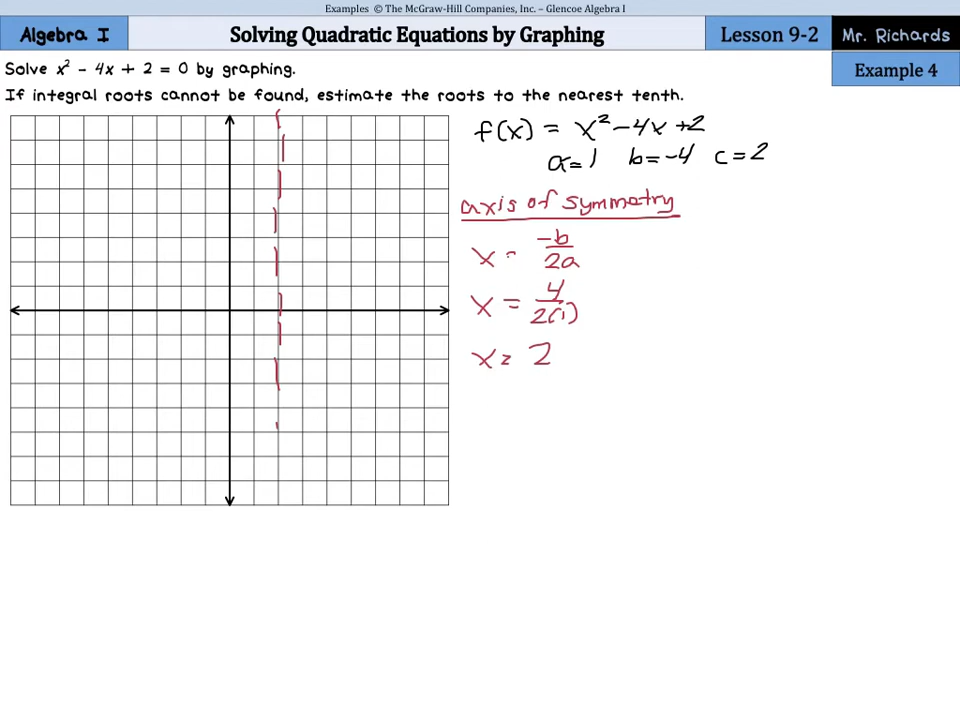 Examples © The McGraw-Hill Companies, Inc. – Glencoe Algebra I
Algebra I
Solving Quadratic Equations by Graphing
Lesson 9-2
Mr. Richards
Example 4
Solve x² - 4x + 2 = 0 by graphing.
If integral roots cannot be found, estimate the roots to the nearest tenth.
f(x) = x² - 4x + 2
a = 1 b = -4 c = 2
axis of symmetry
x = -b/2a
x = 4/2(1)
x = 2